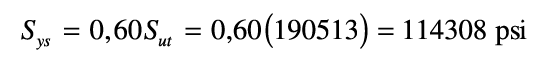 S_ys = 0,60S_ut = 0,60(190513) = 114308 psi